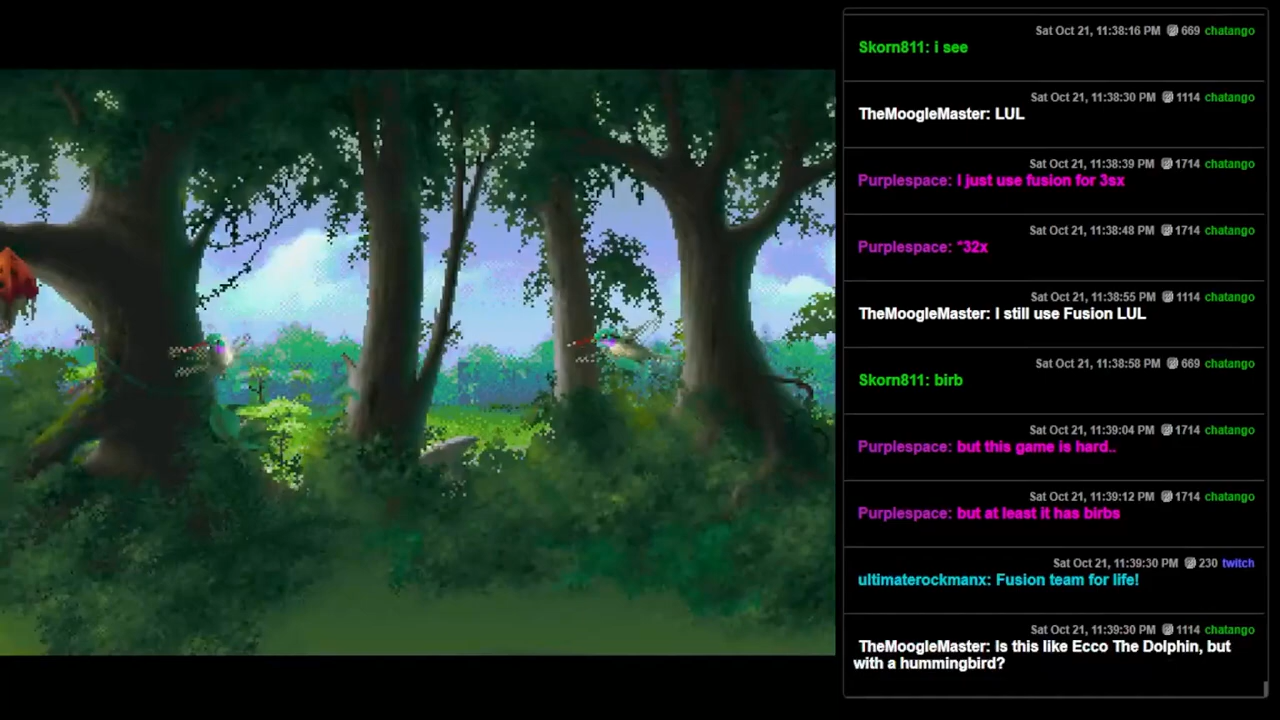 Sat Oct 21, 11:38:16 PM 669 chatango
Skorn811: i see
Sat Oct 21, 11:38:30 PM 1114 chatango
TheMoogleMaster: LUL
Sat Oct 21, 11:38:39 PM 1714 chatango
Purplespace: I just use fusion for 3sx
Sat Oct 21, 11:38:48 PM 1714 chatango
Purplespace: *32x
Sat Oct 21, 11:38:55 PM 1114 chatango
TheMoogleMaster: I still use Fusion LUL
Sat Oct 21, 11:38:58 PM 669 chatango
Skorn811: birb
Sat Oct 21, 11:39:04 PM 1714 chatango
Purplespace: but this game is hard..
Sat Oct 21, 11:39:12 PM 1714 chatango
Purplespace: but at least it has birbs
Sat Oct 21, 11:39:30 PM 230 twitch
ultimaterockmanx: Fusion team for life!
Sat Oct 21, 11:39:30 PM 1114 chatango
TheMoogleMaster: Is this like Ecco The Dolphin, but
with a hummingbird?